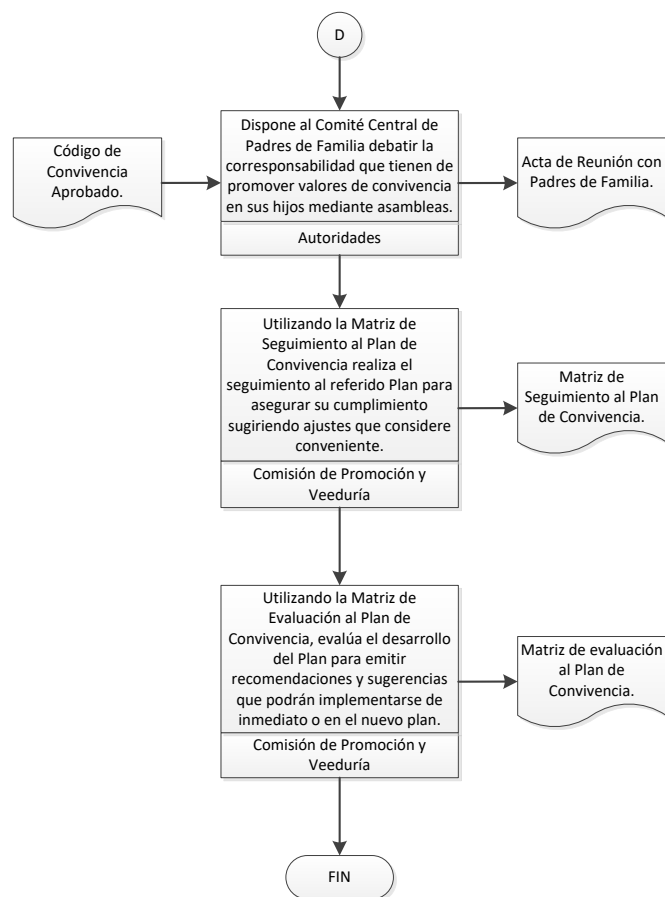 D
Dispone al Comité Central de
Padres de Familia debatir la
corresponsabilidad que tienen de
promover valores de convivencia
en sus hijos mediante asambleas.
Autoridades
Código de
Convivencia
Aprobado.
Acta de Reunión con
Padres de Familia.
Utilizando la Matriz de
Seguimiento al Plan de
Convivencia realiza el
seguimiento al referido Plan para
asegurar su cumplimiento
sugiriendo ajustes que considere
conveniente.
Comisión de Promoción y
Veeduría
Matriz de
Seguimiento al Plan
de Convivencia.
Utilizando la Matriz de
Evaluación al Plan de
Convivencia, evalúa el desarrollo
del Plan para emitir
recomendaciones y sugerencias
que podrán implementarse de
inmediato o en el nuevo plan.
Comisión de Promoción y
Veeduría
Matriz de evaluación
al Plan de
Convivencia.
FIN